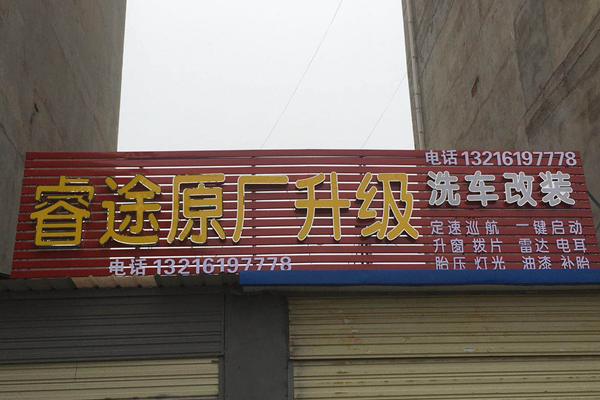 电话 13216197778
睿途原厂升级
洗车改装
定速巡航 一键启动
升窗 拨片 雷达 电耳
胎压 灯光 油漆 补胎
电话 13216197778